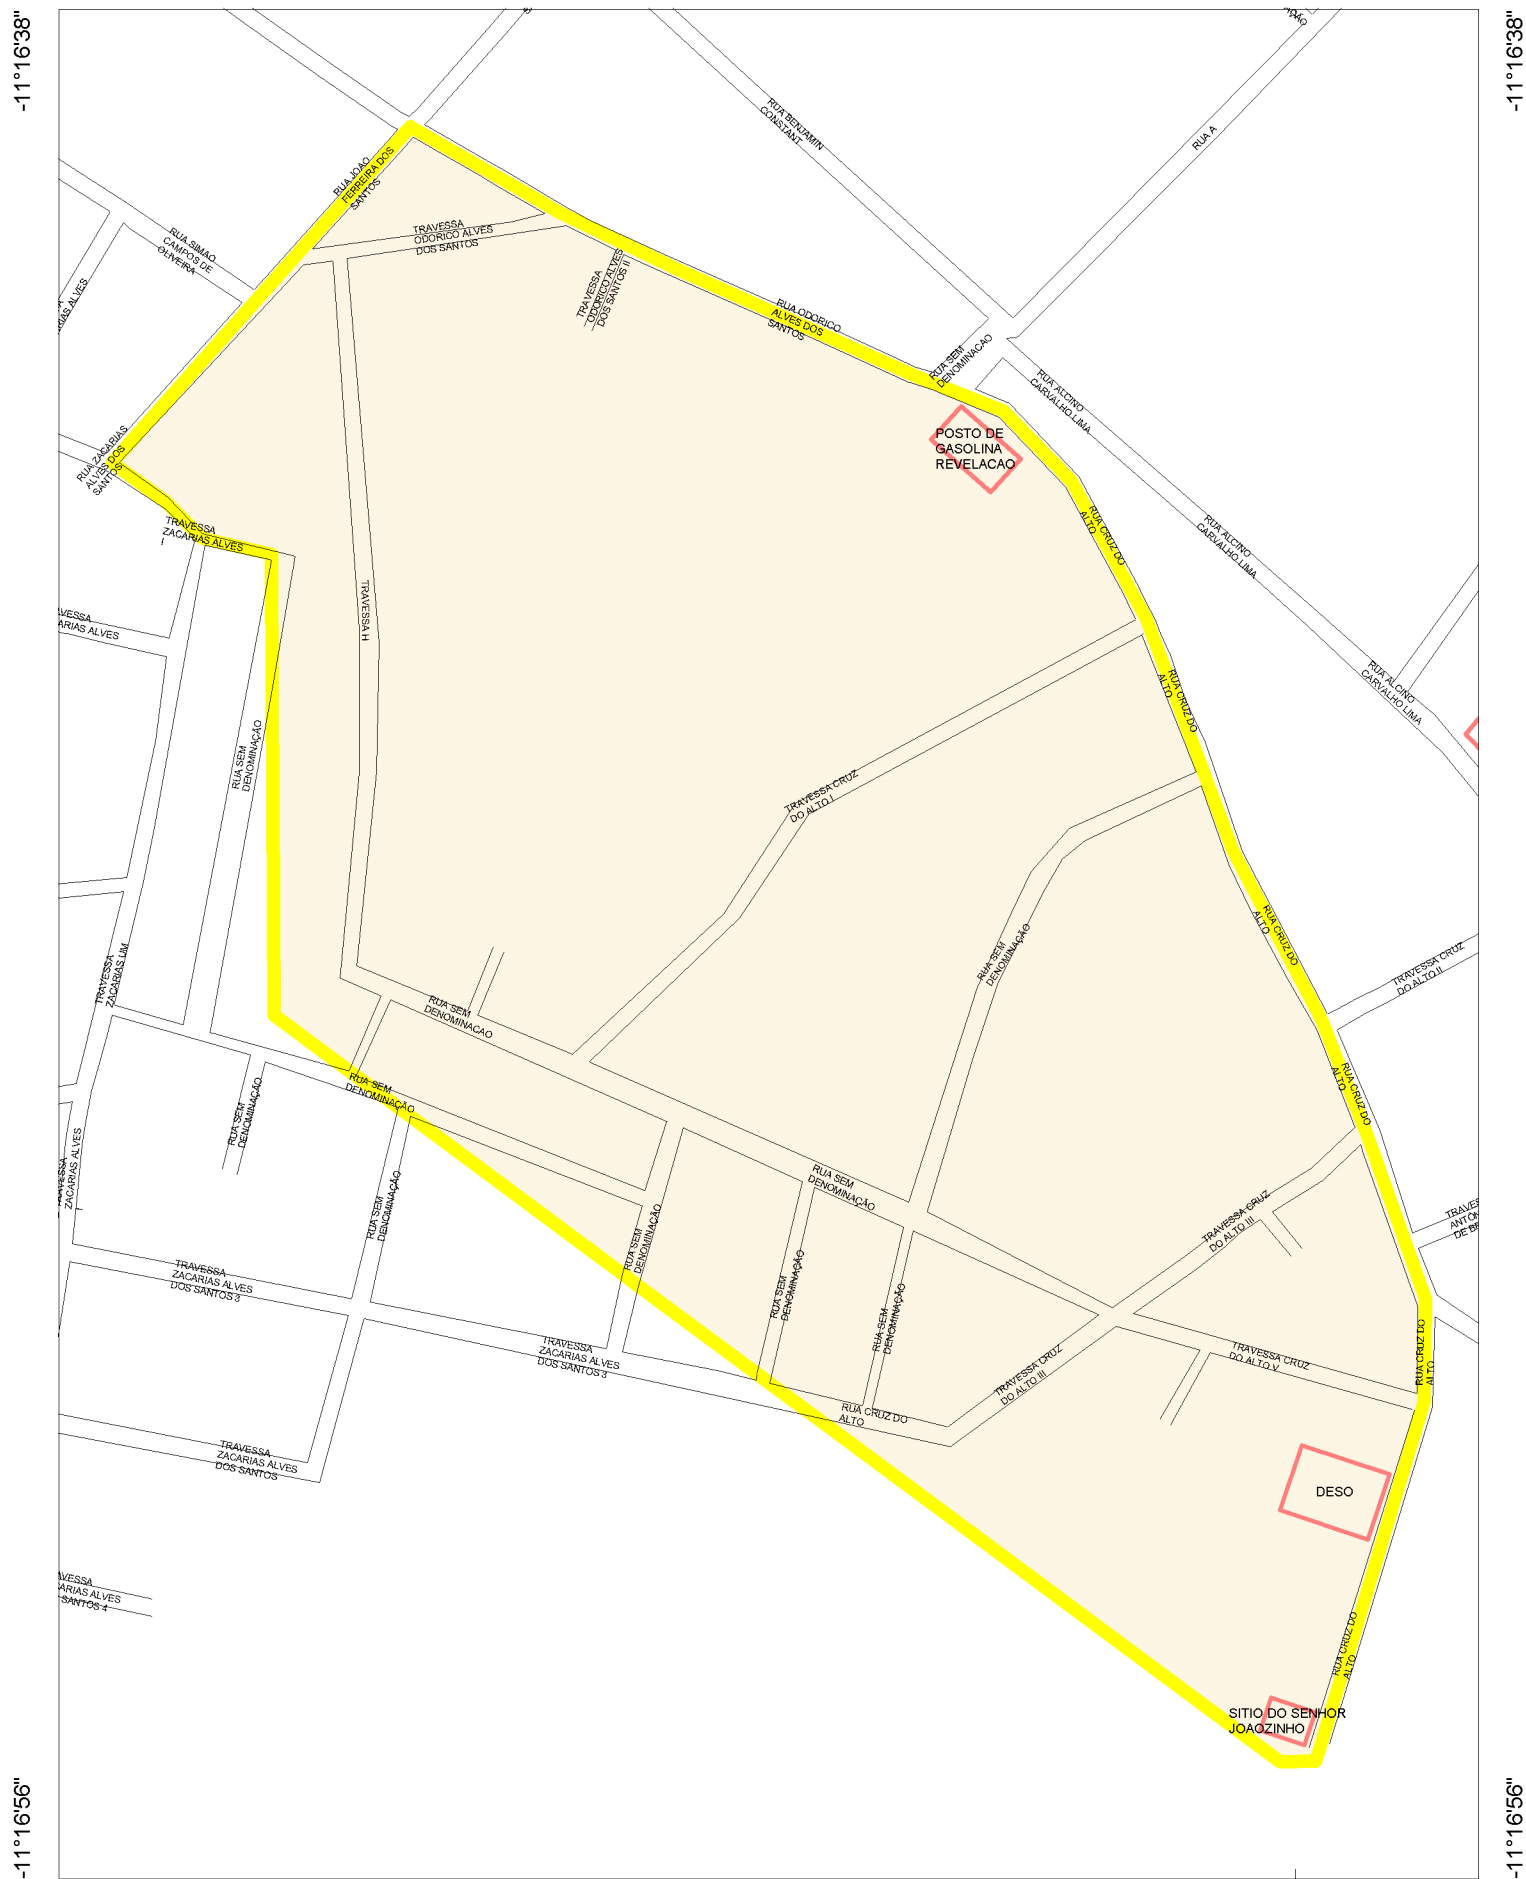 -11°16'38"
-11°16'38"
RUA BENJAMIN
CONSTANT
RUA A
RUA JOAO
FERREIRA DOS
SANTOS
TRAVESSA
ODORICO ALVES
DOS SANTOS
RUA SIMAO
CAMPOS DE
OLIVEIRA
TRAVESSA
ODORICO ALVES
DOS SANTOS II
RUA ODORICO
ALVES DOS
SANTOS
RUA SEM
DENOMINACAO
RUA ALCINO
CARVALHO LIMA
POSTO DE
GASOLINA
REVELACAO
RUA ZACARIAS
ALVES DOS
SANTOS
TRAVESSA
ZACARIAS ALVES
RUA CRUZ DO
ALTO
RUA ALCINO
CARVALHO LIMA
TRAVESSA H
RUA CRUZ DO
ALTO
RUA ALCINO
CARVALHO LIMA
RUA SEM
DENOMINAÇÃO
TRAVESSA CRUZ
DO ALTO I
TRAVESSA
ZACARIAS UM
RUA SEM
DENOMINACAO
RUA SEM
DENOMINAÇÃO
RUA CRUZ DO
ALTO
TRAVESSA CRUZ
DO ALTO II
RUA SEM
DENOMINAÇÃO
RUA SEM
DENOMINAÇÃO
RUA CRUZ DO
ALTO
ZACARIAS ALVES
RUA SEM
DENOMINAÇÃO
RUA SEM
DENOMINAÇÃO
RUA SEM
DENOMINAÇÃO
TRAVESSA CRUZ
DO ALTO III
TRAVESSA
ZACARIAS ALVES
DOS SANTOS 3
RUA SEM
DENOMINAÇÃO
RUA SEM
DENOMINAÇÃO
TRAVESSA
ZACARIAS ALVES
DOS SANTOS 3
TRAVESSA CRUZ
DO ALTO III
TRAVESSA CRUZ
DO ALTO V
RUA CRUZ DO
ALTO
RUA CRUZ DO
ALTO
TRAVESSA
ZACARIAS ALVES
DOS SANTOS
DESO
SANTOS 4
RUA CRUZ DO
ALTO
SITIO DO SENHOR
JOAOZINHO
-11°16'56"
-11°16'56"